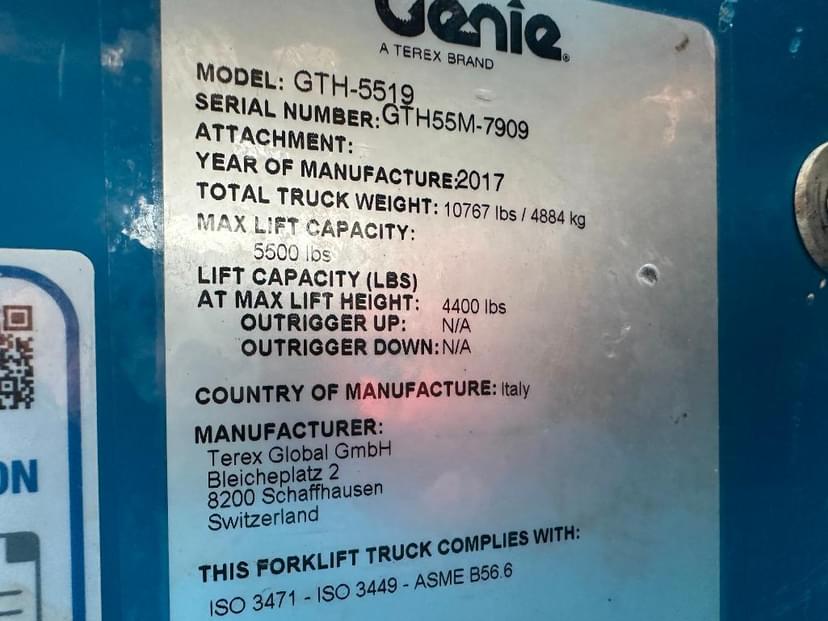 Genie
A TEREX BRAND
MODEL: GTH-5519
SERIAL NUMBER: GTH55M-7909
ATTACHMENT:
YEAR OF MANUFACTURE: 2017
TOTAL TRUCK WEIGHT: 10767 lbs / 4884 kg
MAX LIFT CAPACITY:
5500 lbs
LIFT CAPACITY (LBS)
AT MAX LIFT HEIGHT: 4400 lbs
OUTRIGGER UP: N/A
OUTRIGGER DOWN: N/A
COUNTRY OF MANUFACTURE: Italy
MANUFACTURER:
Terex Global GmbH
Bleicheplatz 2
8200 Schaffhausen
Switzerland
THIS FORKLIFT TRUCK COMPLIES WITH:
ISO 3471 - ISO 3449 - ASME B56.6
ON